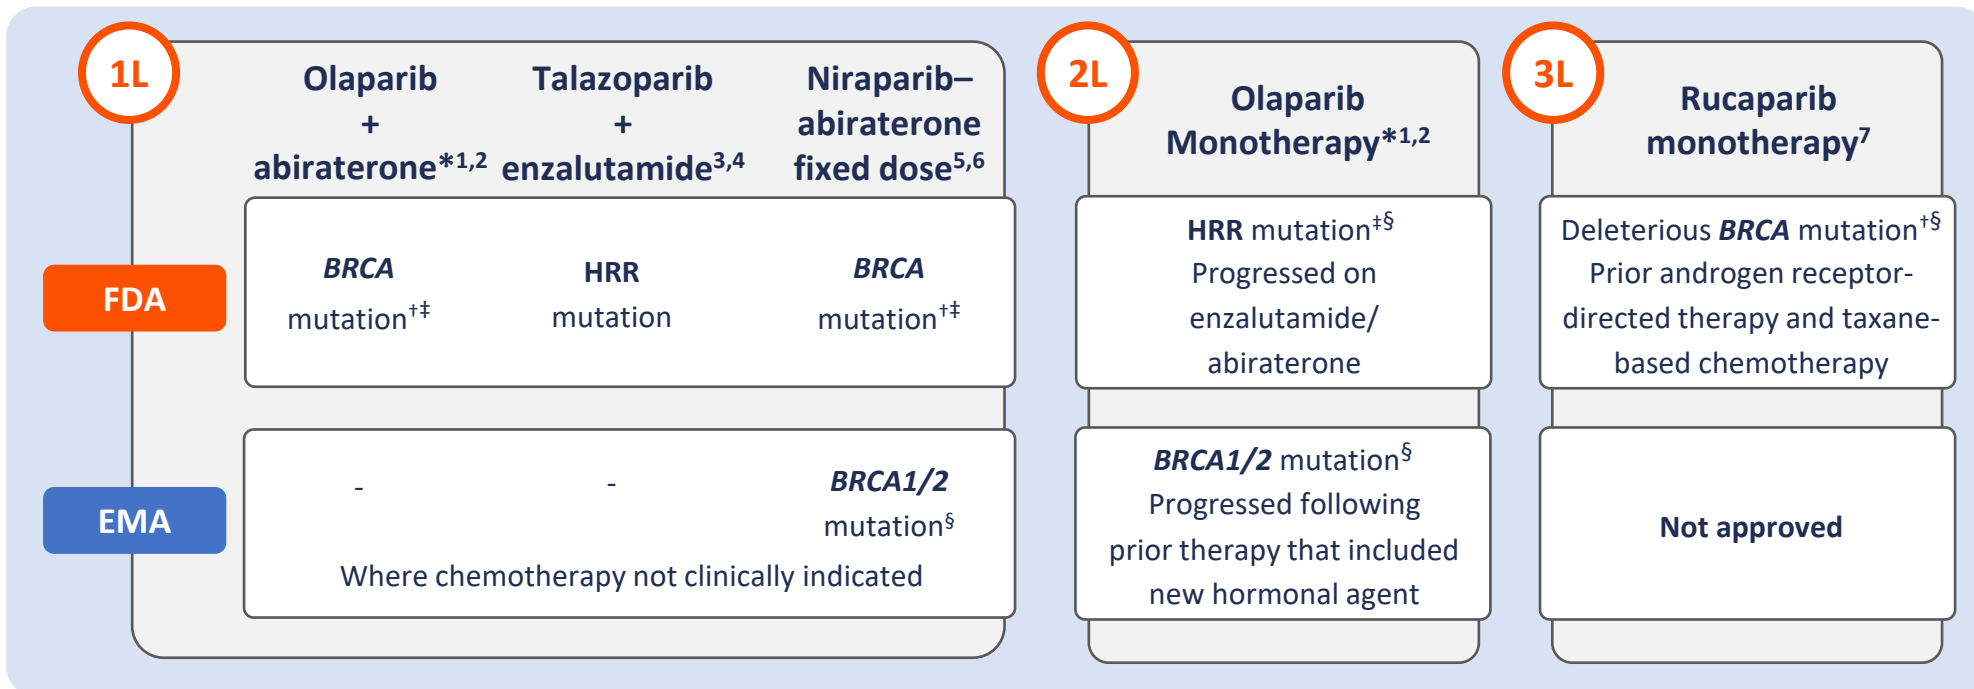 1L
Olaparib
+
abiraterone*1,2
Talazoparib
+
enzalutamide3,4
Niraparib–
abiraterone
fixed dose5,6
2L
Olaparib
Monotherapy*1,2
3L
Rucaparib
monotherapy7
FDA
BRCA
mutation†‡
HRR
mutation
BRCA
mutation†‡
HRR mutation‡§
Progressed on
enzalutamide/
abiraterone
Deleterious BRCA mutation†§
Prior androgen receptor-
directed therapy and taxane-
based chemotherapy
EMA
-
-
BRCA1/2
mutation§
Where chemotherapy not clinically indicated
BRCA1/2 mutation§
Progressed following
prior therapy that included
new hormonal agent
Not approved